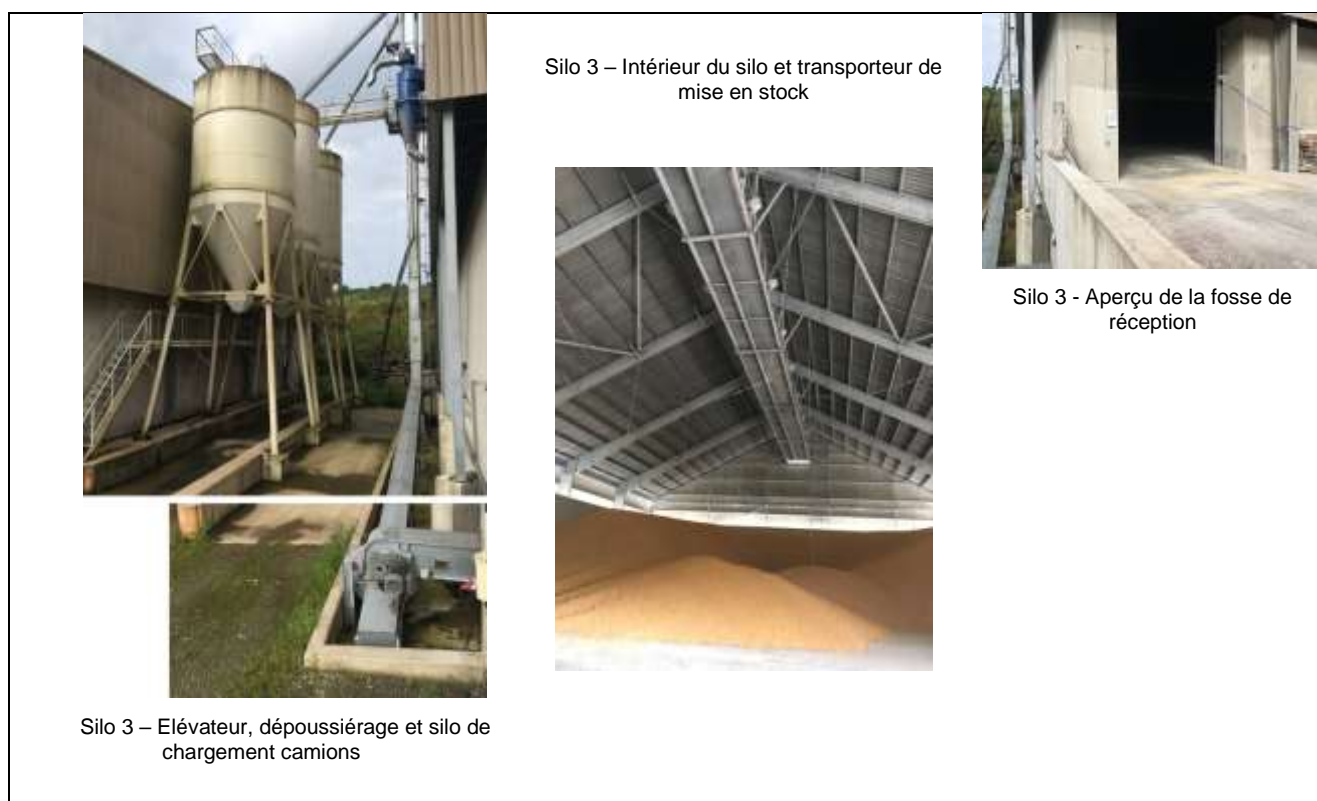 Silo 3 – Intérieur du silo et transporteur de
mise en stock
Silo 3 - Aperçu de la fosse de
réception
Silo 3 – Elévateur, dépoussiérage et silo de
chargement camions